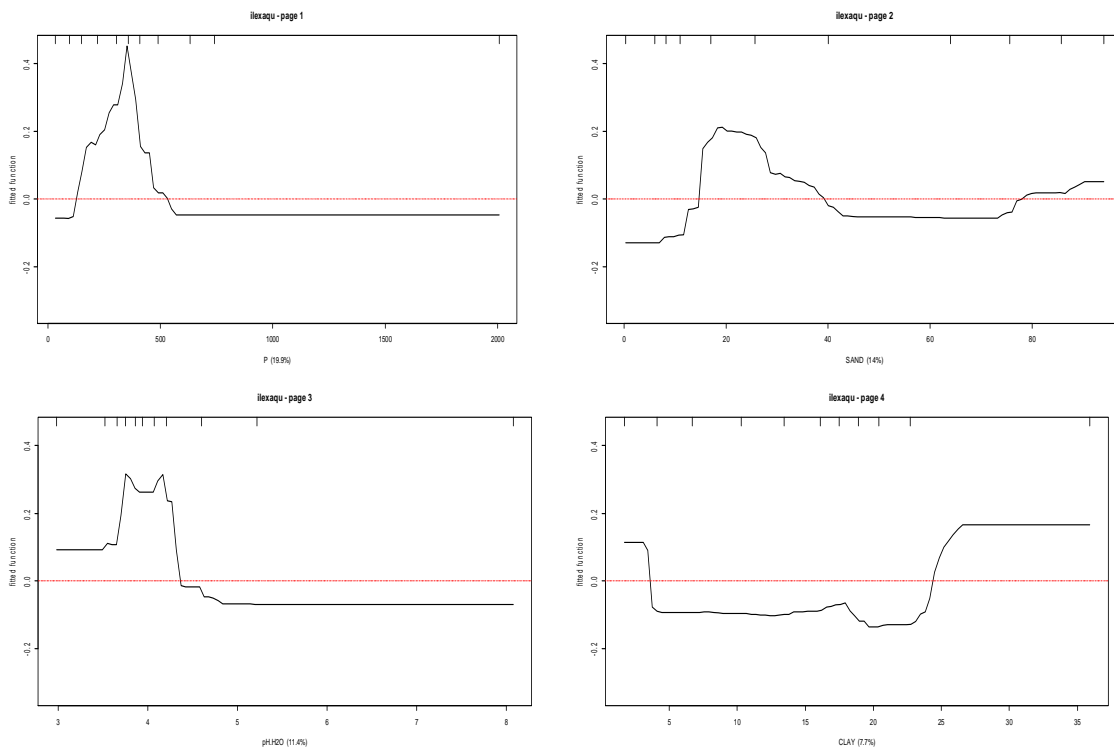 ilexaqu - page 1
0.4
0.2
0.0
-0.2
fitted function
0 500 1000 1500 2000
P (19.9%)
ilexaqu - page 2
0.4
0.2
0.0
-0.2
fitted function
0 20 40 60 80
SAND (14%)
ilexaqu - page 3
0.4
0.2
0.0
-0.2
fitted function
3 4 5 6 7 8
pH.H2O (11.4%)
ilexaqu - page 4
0.4
0.2
0.0
-0.2
fitted function
5 10 15 20 25 30 35
CLAY (7.7%)